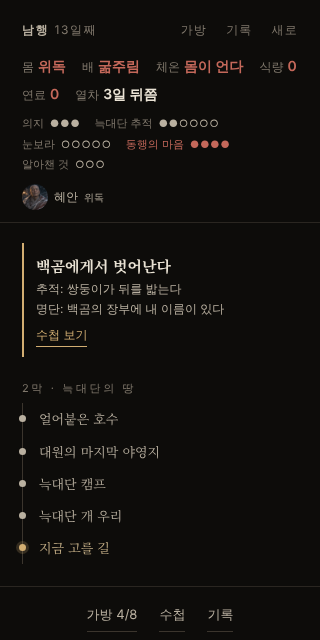 남행 13일째 가방 기록 새로
몸 위독 배 굶주림 체온 몸이 언다 식량 0
연료 0 열차 3일 뒤쯤
의지 ●●● 늑대단 추적 ●●○○○○
눈보라 ○○○○○ 동행의 마음 ●●●●
알아챈 것 ○○○
혜안 위독
백곰에게서 벗어난다
추적: 쌍둥이가 뒤를 밟는다
명단: 백곰의 장부에 내 이름이 있다
수첩 보기
2막 · 늑대단의 땅
얼어붙은 호수
대원의 마지막 야영지
늑대단 캠프
늑대단 개 우리
지금 고를 길
가방 4/8 수첩 기록